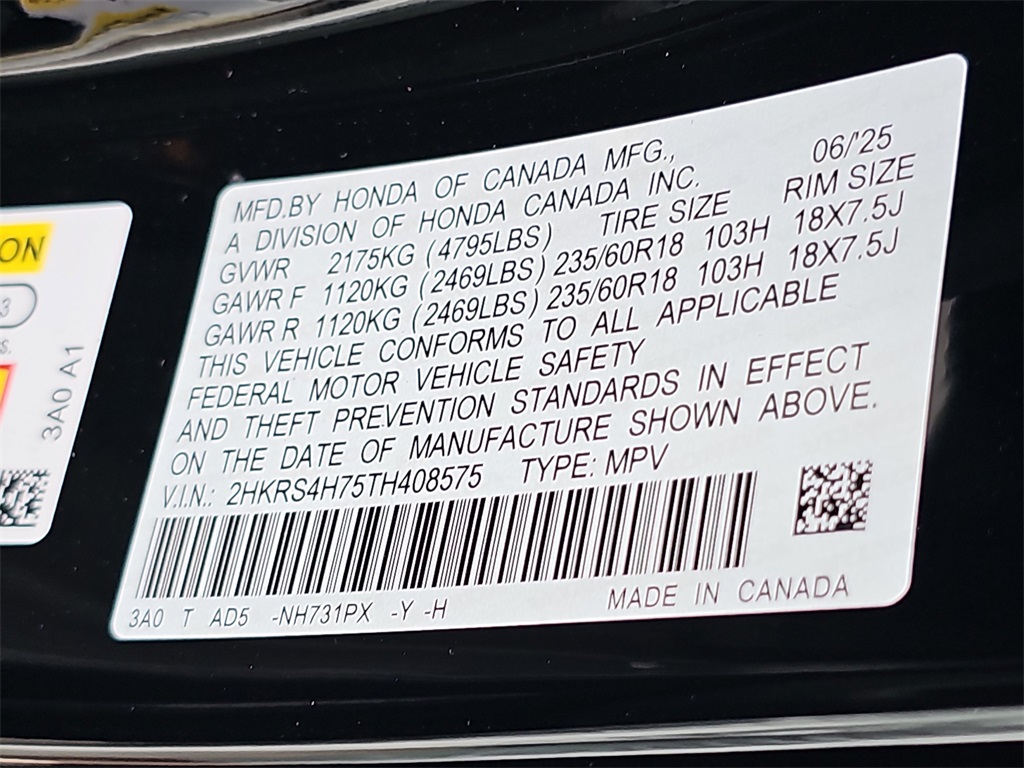 MFD.BY HONDA OF CANADA MFG., 06/'25
A DIVISION OF HONDA CANADA INC.
TIRE SIZE RIM SIZE
GVWR 2175KG (4795LBS)
GAWR F 1120KG (2469LBS) 235/60R18 103H 18X7.5J
GAWR R 1120KG (2469LBS) 235/60R18 103H 18X7.5J
THIS VEHICLE CONFORMS TO ALL APPLICABLE
FEDERAL MOTOR VEHICLE SAFETY
AND THEFT PREVENTION STANDARDS IN EFFECT
ON THE DATE OF MANUFACTURE SHOWN ABOVE.
V.I.N.: 2HKRS4H75TH408575 TYPE: MPV
3A0 T AD5 -NH731PX -Y -H MADE IN CANADA
ON
3
s.
3A0 A1